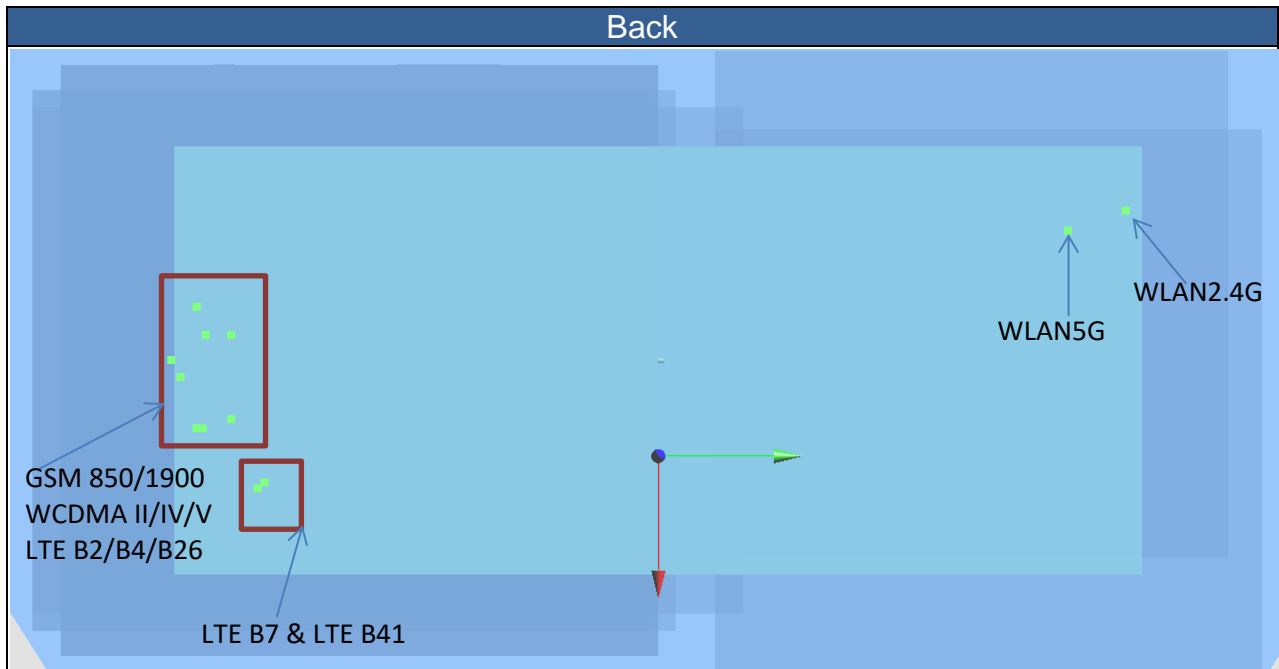 Back
WLAN2.4G
WLAN5G
GSM 850/1900
WCDMA II/IV/V
LTE B2/B4/B26
LTE B7 & LTE B41